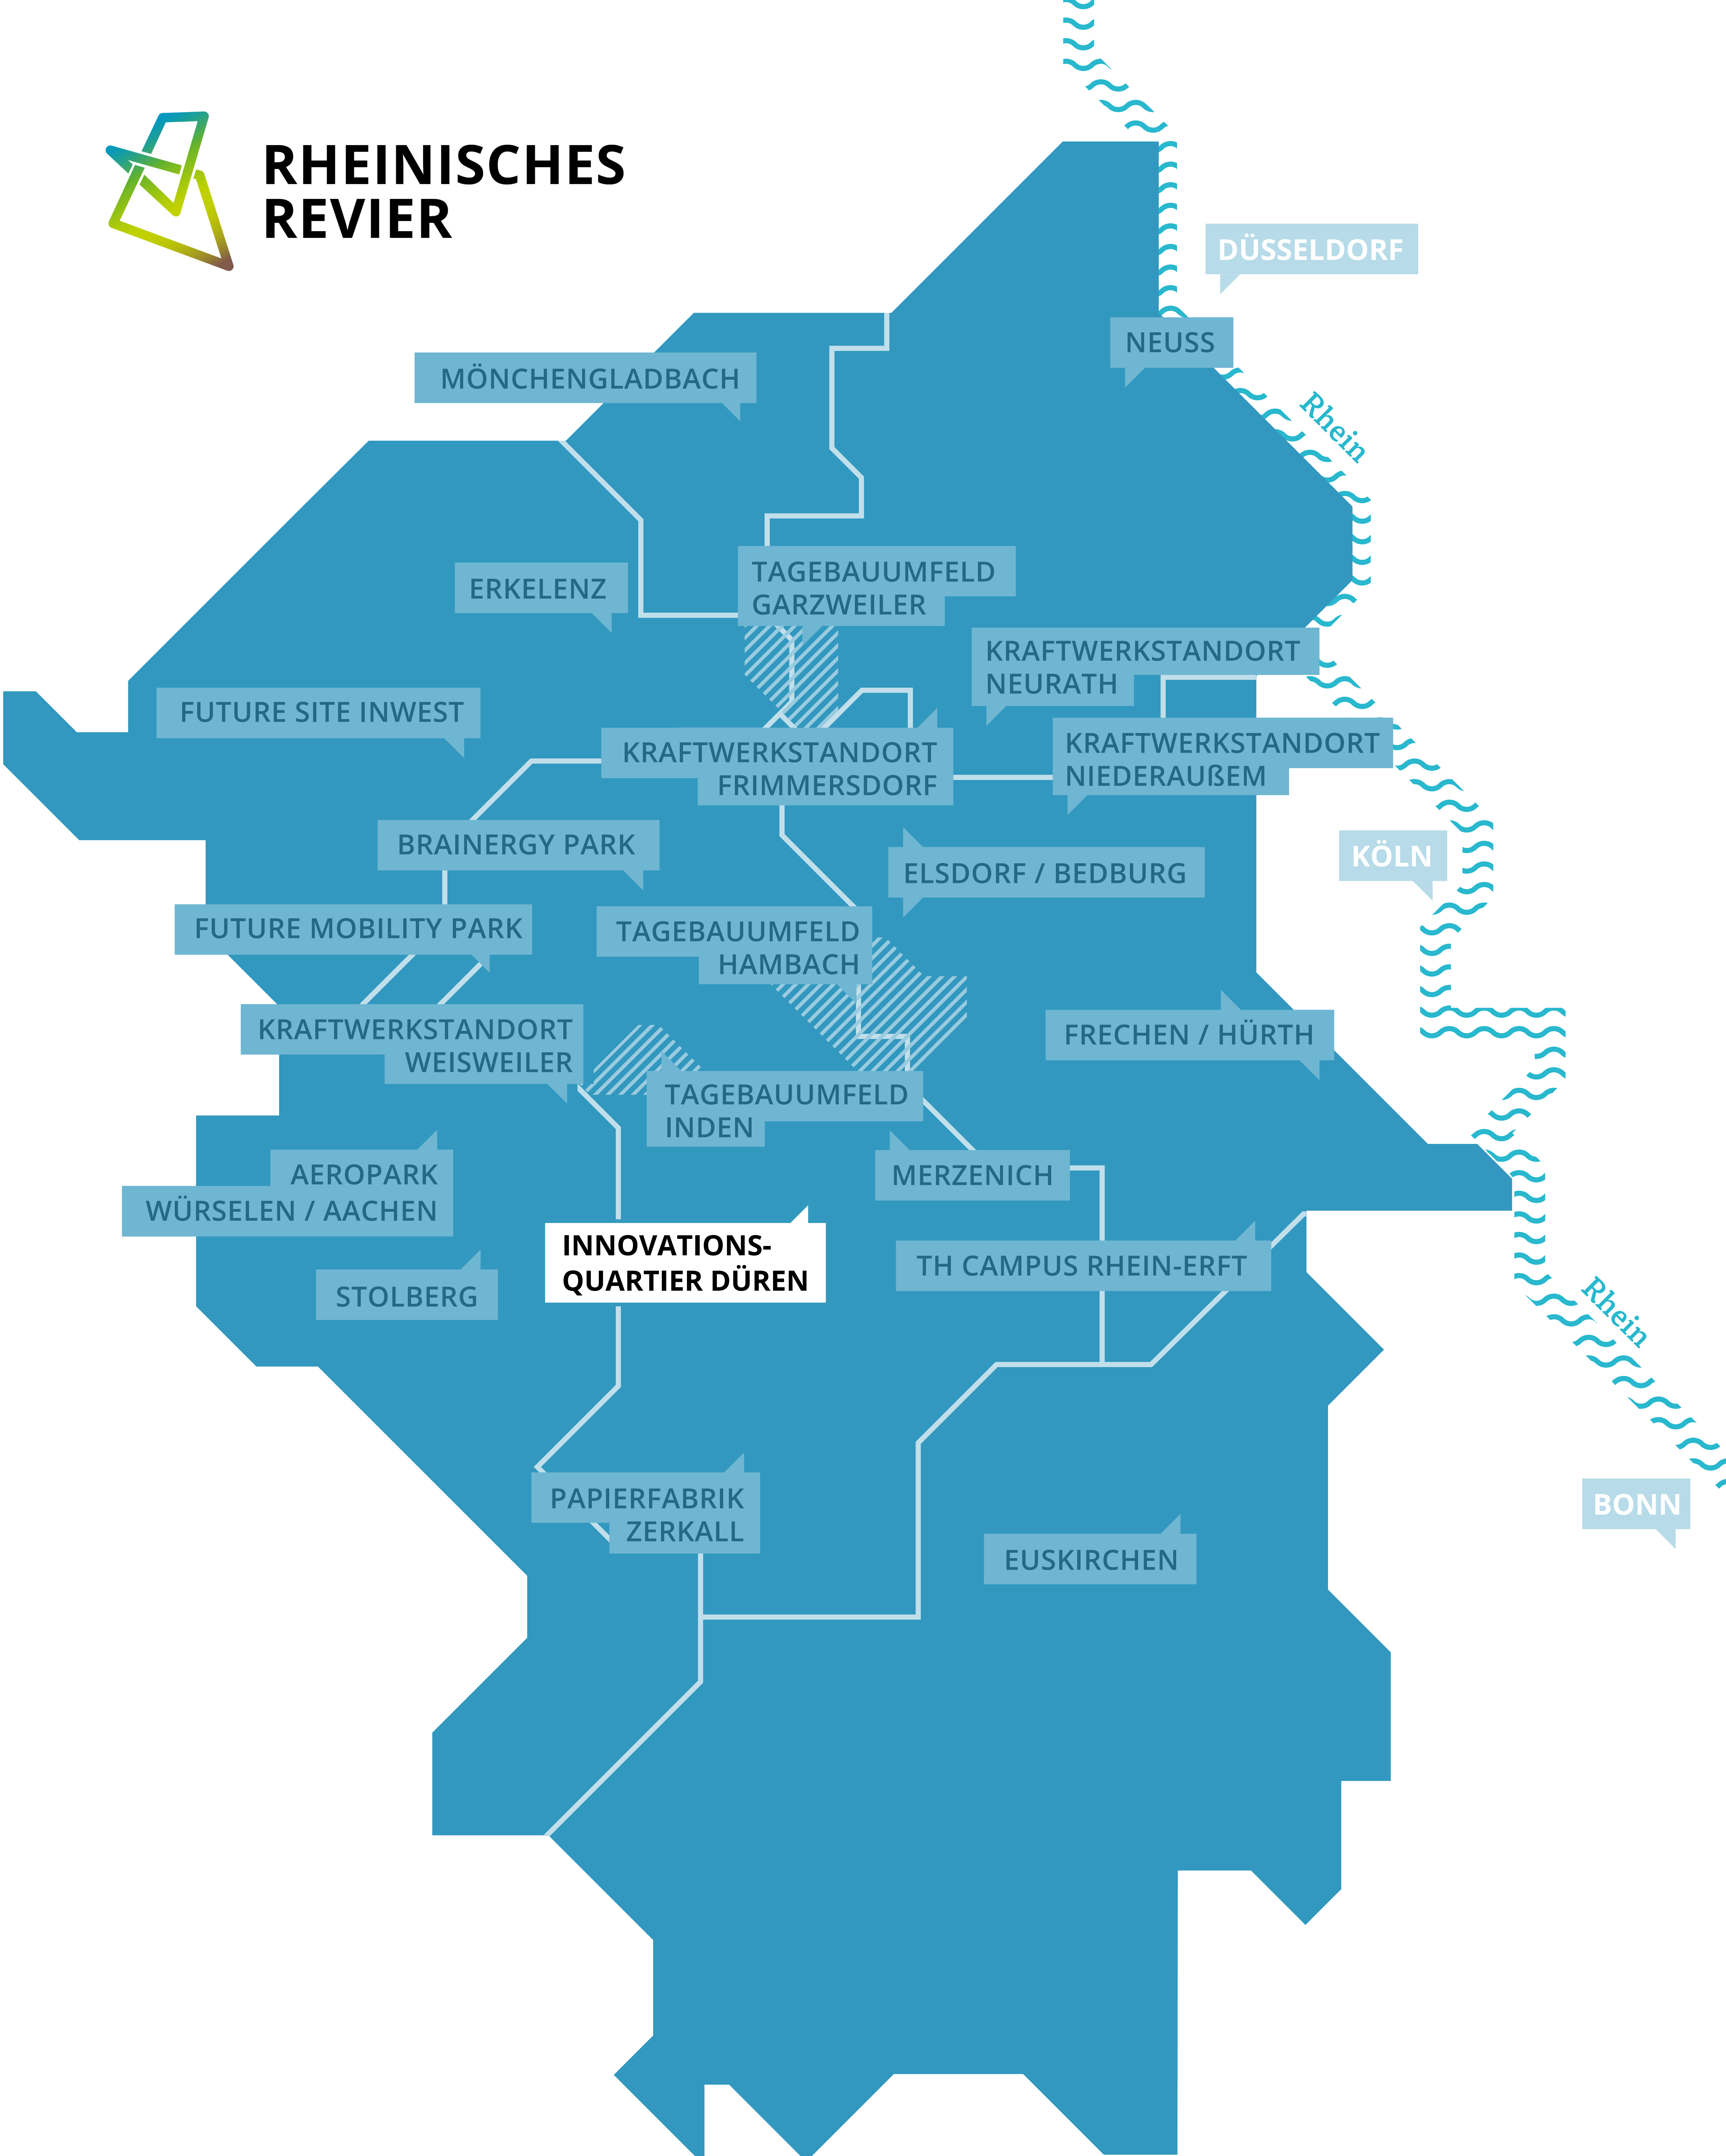 RHEINISCHES
REVIER
DÜSSELDORF
NEUSS
MÖNCHENGLADBACH
Rhein
ERKELENZ
TAGEBAUUMFELD
GARZWEILER
KRAFTWERKSTANDORT
NEURATH
FUTURE SITE INWEST
KRAFTWERKSTANDORT
FRIMMERSDORF
KRAFTWERKSTANDORT
NIEDERAUßEM
BRAINERGY PARK
ELSDORF / BEDBURG
KÖLN
FUTURE MOBILITY PARK
TAGEBAUUMFELD
HAMBACH
KRAFTWERKSTANDORT
WEISWEILER
FRECHEN / HÜRTH
TAGEBAUUMFELD
INDEN
AEROPARK
WÜRSELEN / AACHEN
MERZENICH
INNOVATIONS-
QUARTIER DÜREN
TH CAMPUS RHEIN-ERFT
STOLBERG
Rhein
PAPIERFABRIK
ZERKALL
EUSKIRCHEN
BONN